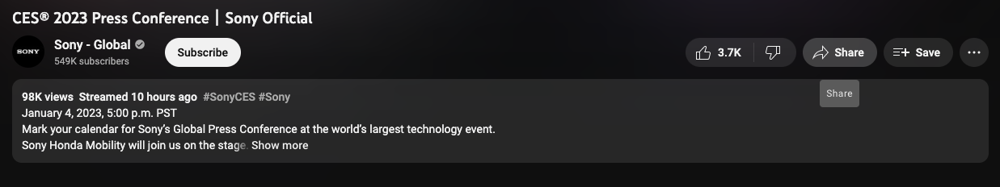 CES® 2023 Press Conference | Sony Official
SONY
Sony - Global
549K subscribers
Subscribe
3.7K
Share
Save
Share
98K views Streamed 10 hours ago #SonyCES #Sony
January 4, 2023, 5:00 p.m. PST
Mark your calendar for Sony’s Global Press Conference at the world’s largest technology event.
Sony Honda Mobility will join us on the stage. Show more